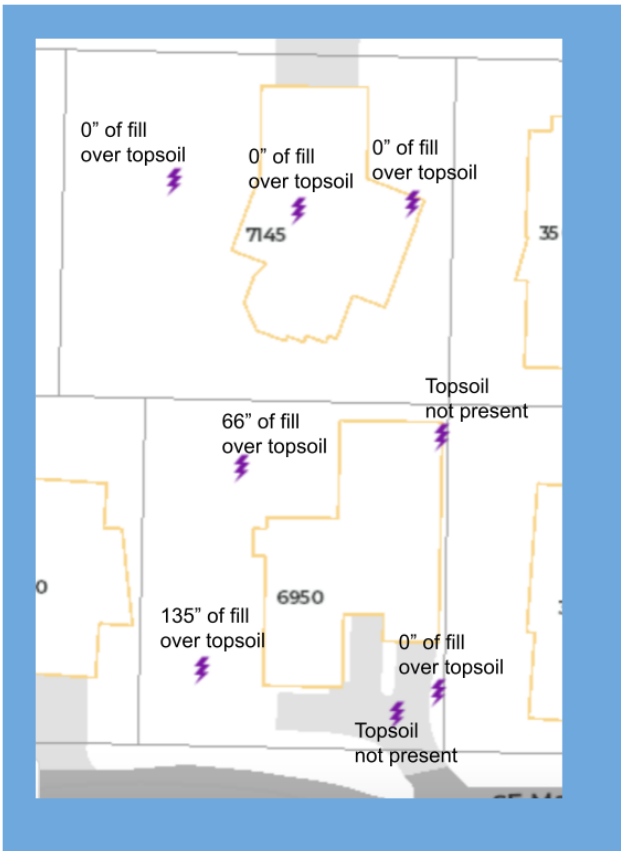 0” of fill
over topsoil
0” of fill
over topsoil
0” of fill
over topsoil
7145
35
Topsoil
not present
66” of fill
over topsoil
0
6950
135” of fill
over topsoil
0” of fill
over topsoil
Topsoil
not present